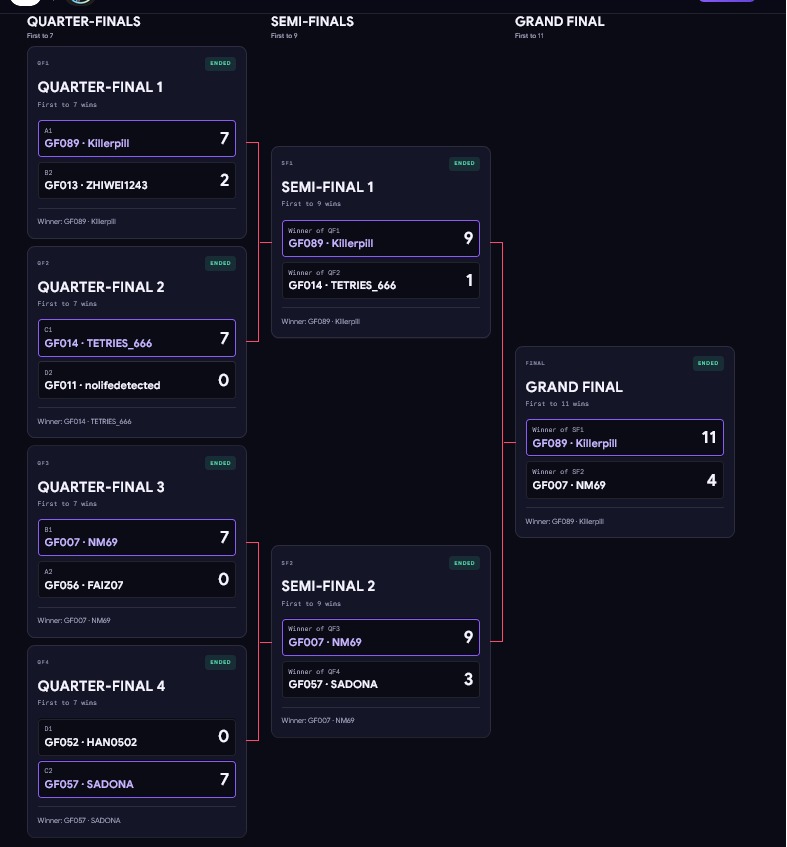 QUARTER-FINALS
First to 7
QF1
ENDED
QUARTER-FINAL 1
First to 7 wins
A1
GF089 · Killerpill
7
B2
GF013 · ZHIWEI1243
2
Winner: GF089 · Killerpill
QF2
ENDED
QUARTER-FINAL 2
First to 7 wins
C1
GF014 · TETRIES_666
7
D2
GF011 · nolifedetected
0
Winner: GF014 · TETRIES_666
QF3
ENDED
QUARTER-FINAL 3
First to 7 wins
B1
GF007 · NM69
7
A2
GF056 · FAIZ07
0
Winner: GF007 · NM69
QF4
ENDED
QUARTER-FINAL 4
First to 7 wins
D1
GF052 · HAN0502
0
C2
GF057 · SADONA
7
Winner: GF057 · SADONA
SEMI-FINALS
First to 9
SF1
ENDED
SEMI-FINAL 1
First to 9 wins
Winner of QF1
GF089 · Killerpill
9
Winner of QF2
GF014 · TETRIES_666
1
Winner: GF089 · Killerpill
SF2
ENDED
SEMI-FINAL 2
First to 9 wins
Winner of QF3
GF007 · NM69
9
Winner of QF4
GF057 · SADONA
3
Winner: GF007 · NM69
GRAND FINAL
First to 11
FINAL
ENDED
GRAND FINAL
First to 11 wins
Winner of SF1
GF089 · Killerpill
11
Winner of SF2
GF007 · NM69
4
Winner: GF089 · Killerpill